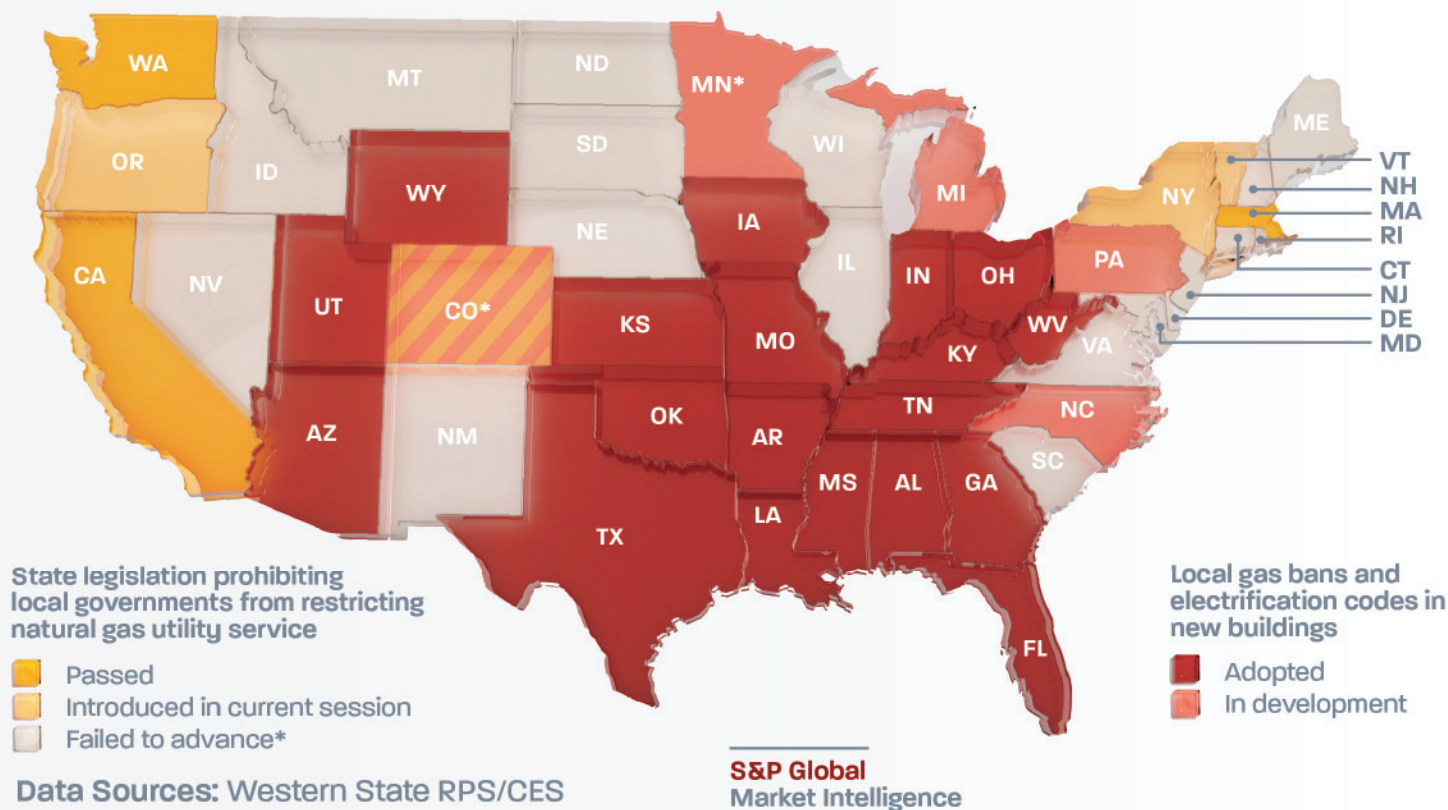 WA
MT
ND
MN*
OR
ID
SD
WI
ME
WY
VT
NH
MA
RI
CT
NJ
DE
MD
MI
NY
IA
NE
PA
CA
NV
UT
CO*
KS
MO
IL
IN
OH
WV
VA
KY
AZ
NM
OK
AR
TN
NC
SC
TX
LA
MS
AL
GA
FL
State legislation prohibiting
local governments from restricting
natural gas utility service
Passed
Introduced in current session
Failed to advance*
Local gas bans and
electrification codes in
new buildings
Adopted
In development
Data Sources: Western State RPS/CES
S&P Global
Market Intelligence